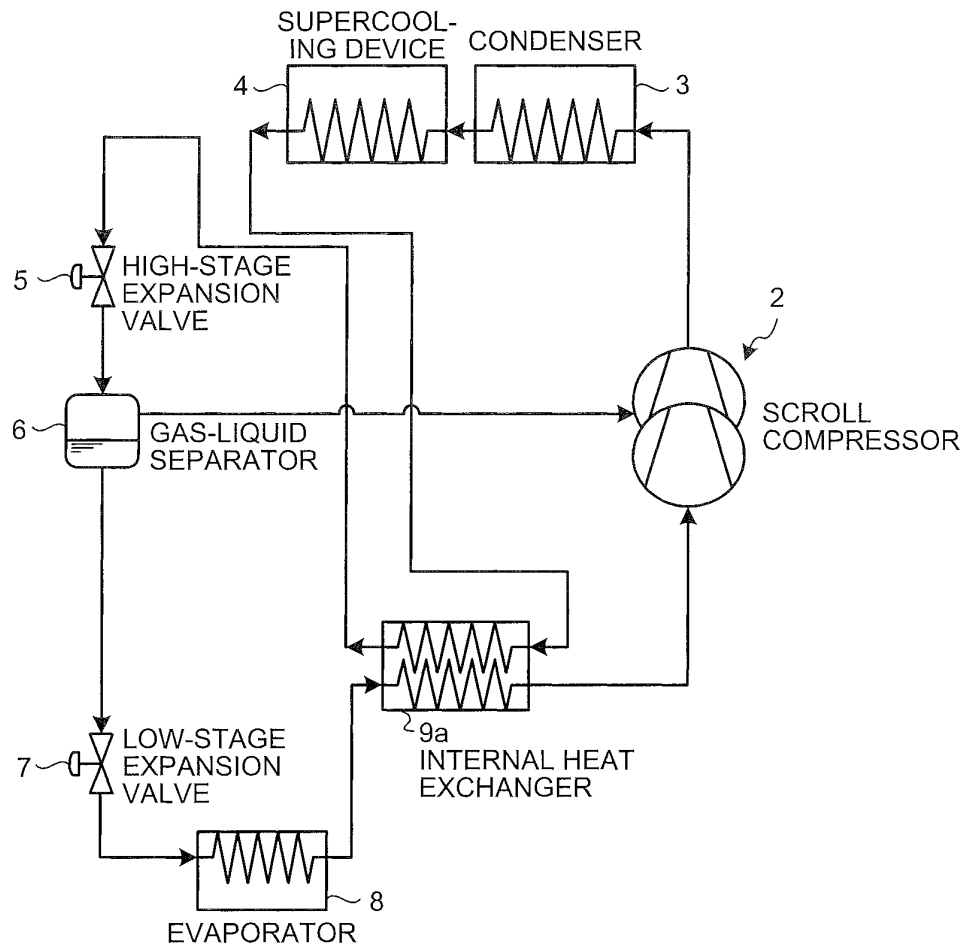 SUPERCOOL-
ING DEVICE
CONDENSER
4
3
5
HIGH-STAGE
EXPANSION
VALVE
2
6
GAS-LIQUID
SEPARATOR
SCROLL
COMPRESSOR
9a
INTERNAL HEAT
EXCHANGER
7
LOW-STAGE
EXPANSION
VALVE
8
EVAPORATOR